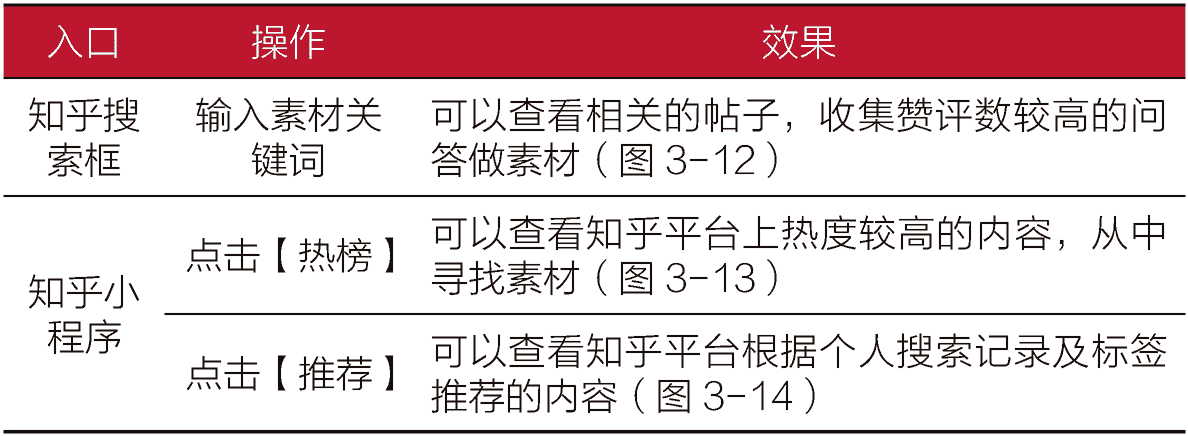 入口 操作 效果
知乎搜 输入素材关 可以查看相关的帖子，收集赞评数较高的问
索框 键词 答做素材（图 3-12）
点击【热榜】 可以查看知乎平台上热度较高的内容，从中
寻找素材（图 3-13）
知乎小
程序
点击【推荐】 可以查看知乎平台根据个人搜索记录及标签
推荐的内容（图 3-14）